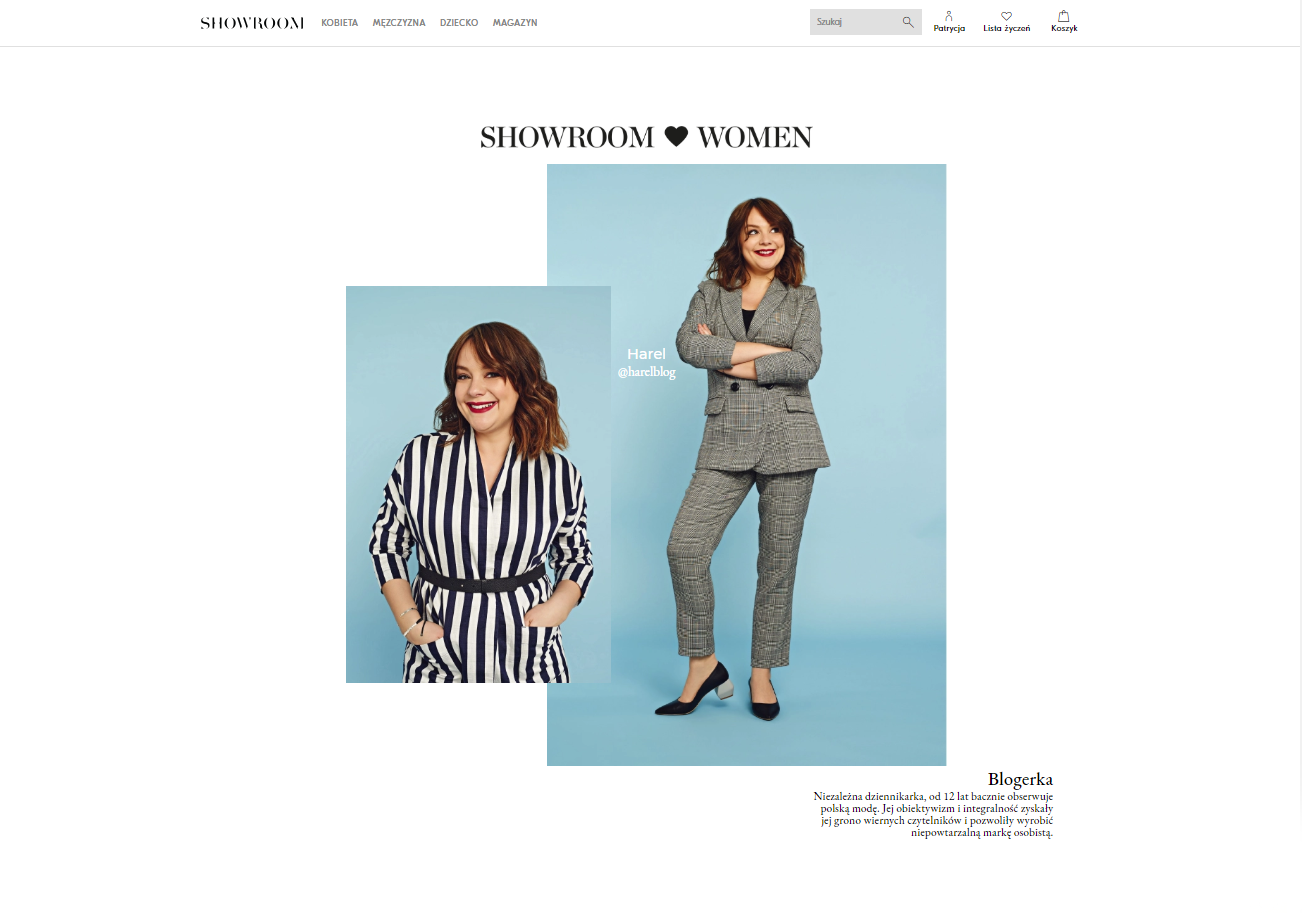 SHOWROOM KOBIETA MĘŻCZYZNA DZIECKO MAGAZYN Szukaj Patrycja Lista życzeń Koszyk
SHOWROOM ♥ WOMEN
Harel
@harelblog
Blogerka
Niezależna dziennikarka, od 12 lat bacznie obserwuje
polską modę. Jej obiektywizm i integralność zyskały
jej grono wiernych czytelników i pozwoliły wyrobić
niepowtarzalną markę osobistą.